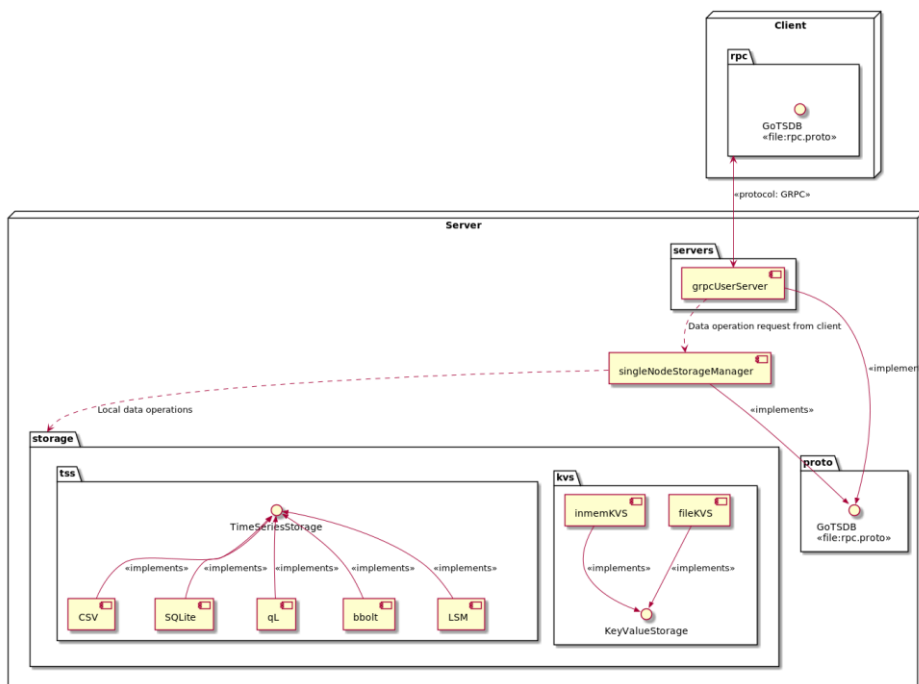 Client
rpc
GoTSDB
«file:rpc.proto»
«protocol: GRPC»
Server
servers
grpcUserServer
Data operation request from client
singleNodeStorageManager
«implemen
Local data operations
«implements»
storage
proto
tss
kvs
inmemKVS
fileKVS
TimeSeriesStorage
GoTSDB
«file:rpc.proto»
«implements»
«implements»
«implements»
«implements»
«implements»
«implements»
«implements»
CSV
SQLite
qL
bbolt
LSM
KeyValueStorage